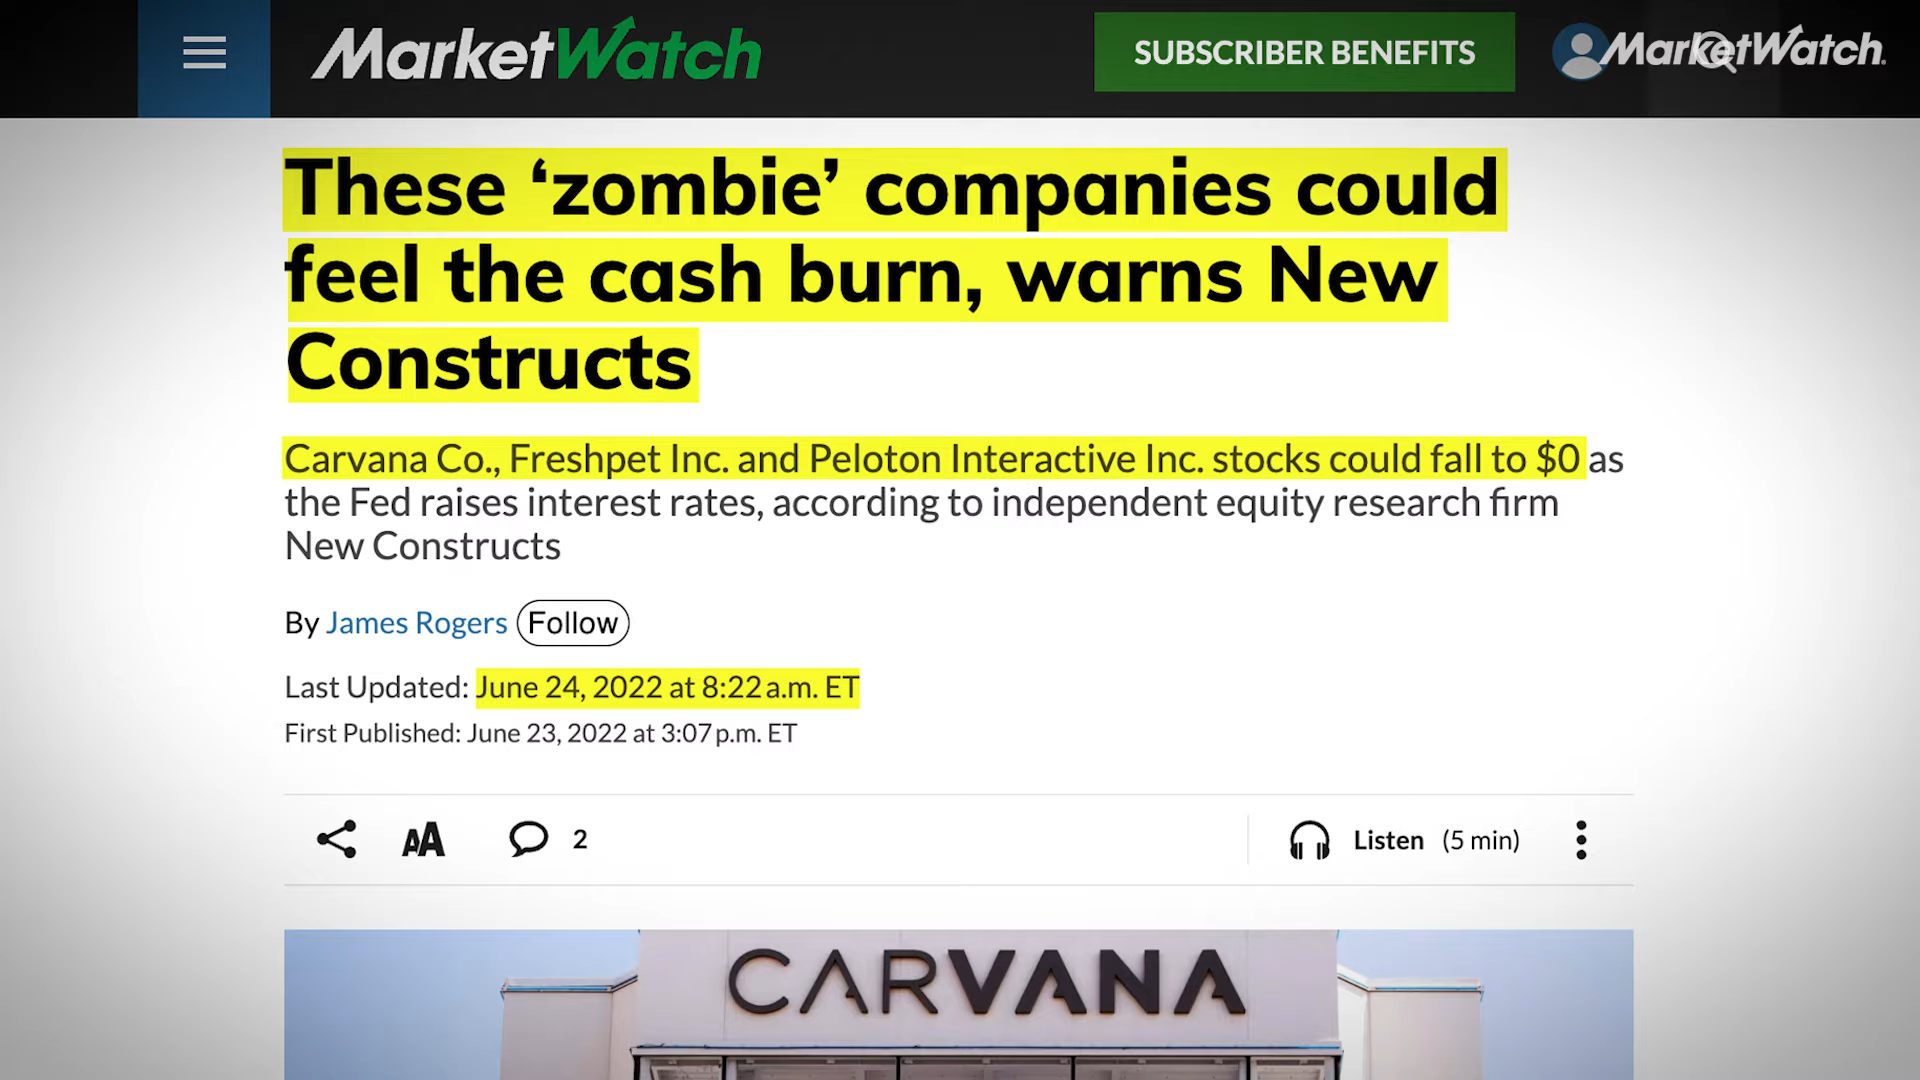 MarketWatch
SUBSCRIBER BENEFITS
MarketWatch.
These ‘zombie’ companies could
feel the cash burn, warns New
Constructs
Carvana Co., Freshpet Inc. and Peloton Interactive Inc. stocks could fall to $0 as
the Fed raises interest rates, according to independent equity research firm
New Constructs
By James Rogers Follow
Last Updated: June 24, 2022 at 8:22 a.m. ET
First Published: June 23, 2022 at 3:07 p.m. ET
AA
2
Listen (5 min)
CARVANA